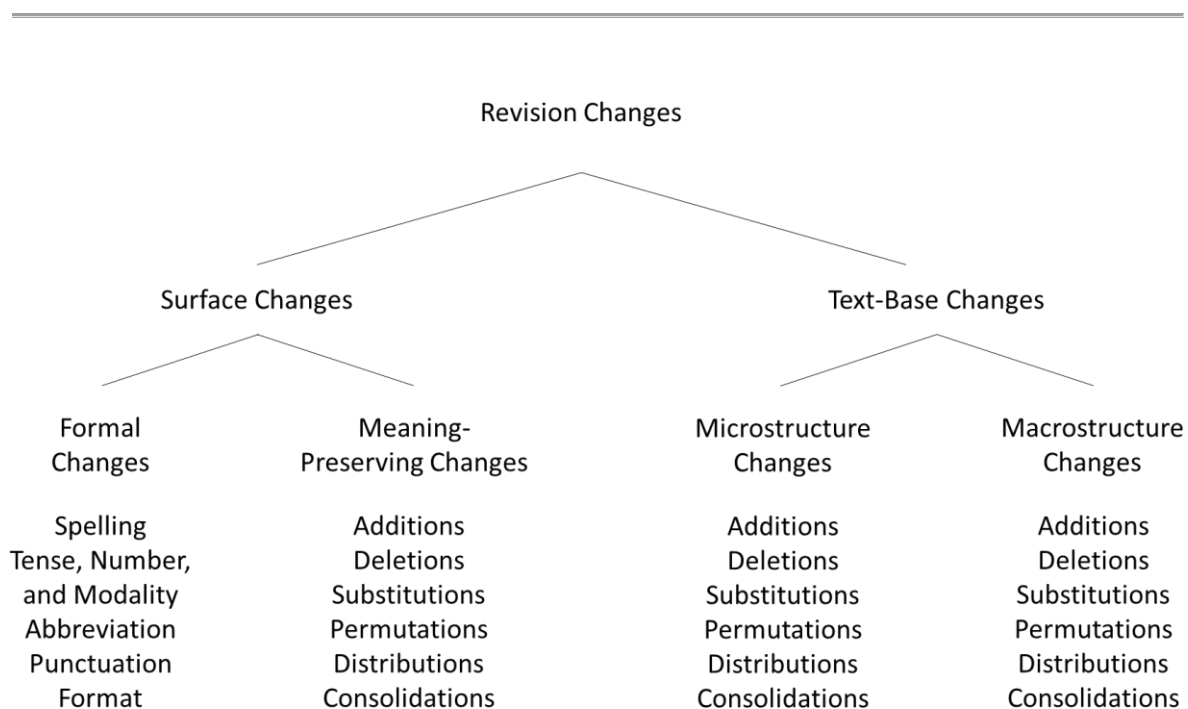 Revision Changes
Surface Changes
Text-Base Changes
Formal
Changes
Meaning-
Preserving Changes
Microstructure
Changes
Macrostructure
Changes
Spelling
Tense, Number,
and Modality
Abbreviation
Punctuation
Format
Additions
Deletions
Substitutions
Permutations
Distributions
Consolidations
Additions
Deletions
Substitutions
Permutations
Distributions
Consolidations
Additions
Deletions
Substitutions
Permutations
Distributions
Consolidations